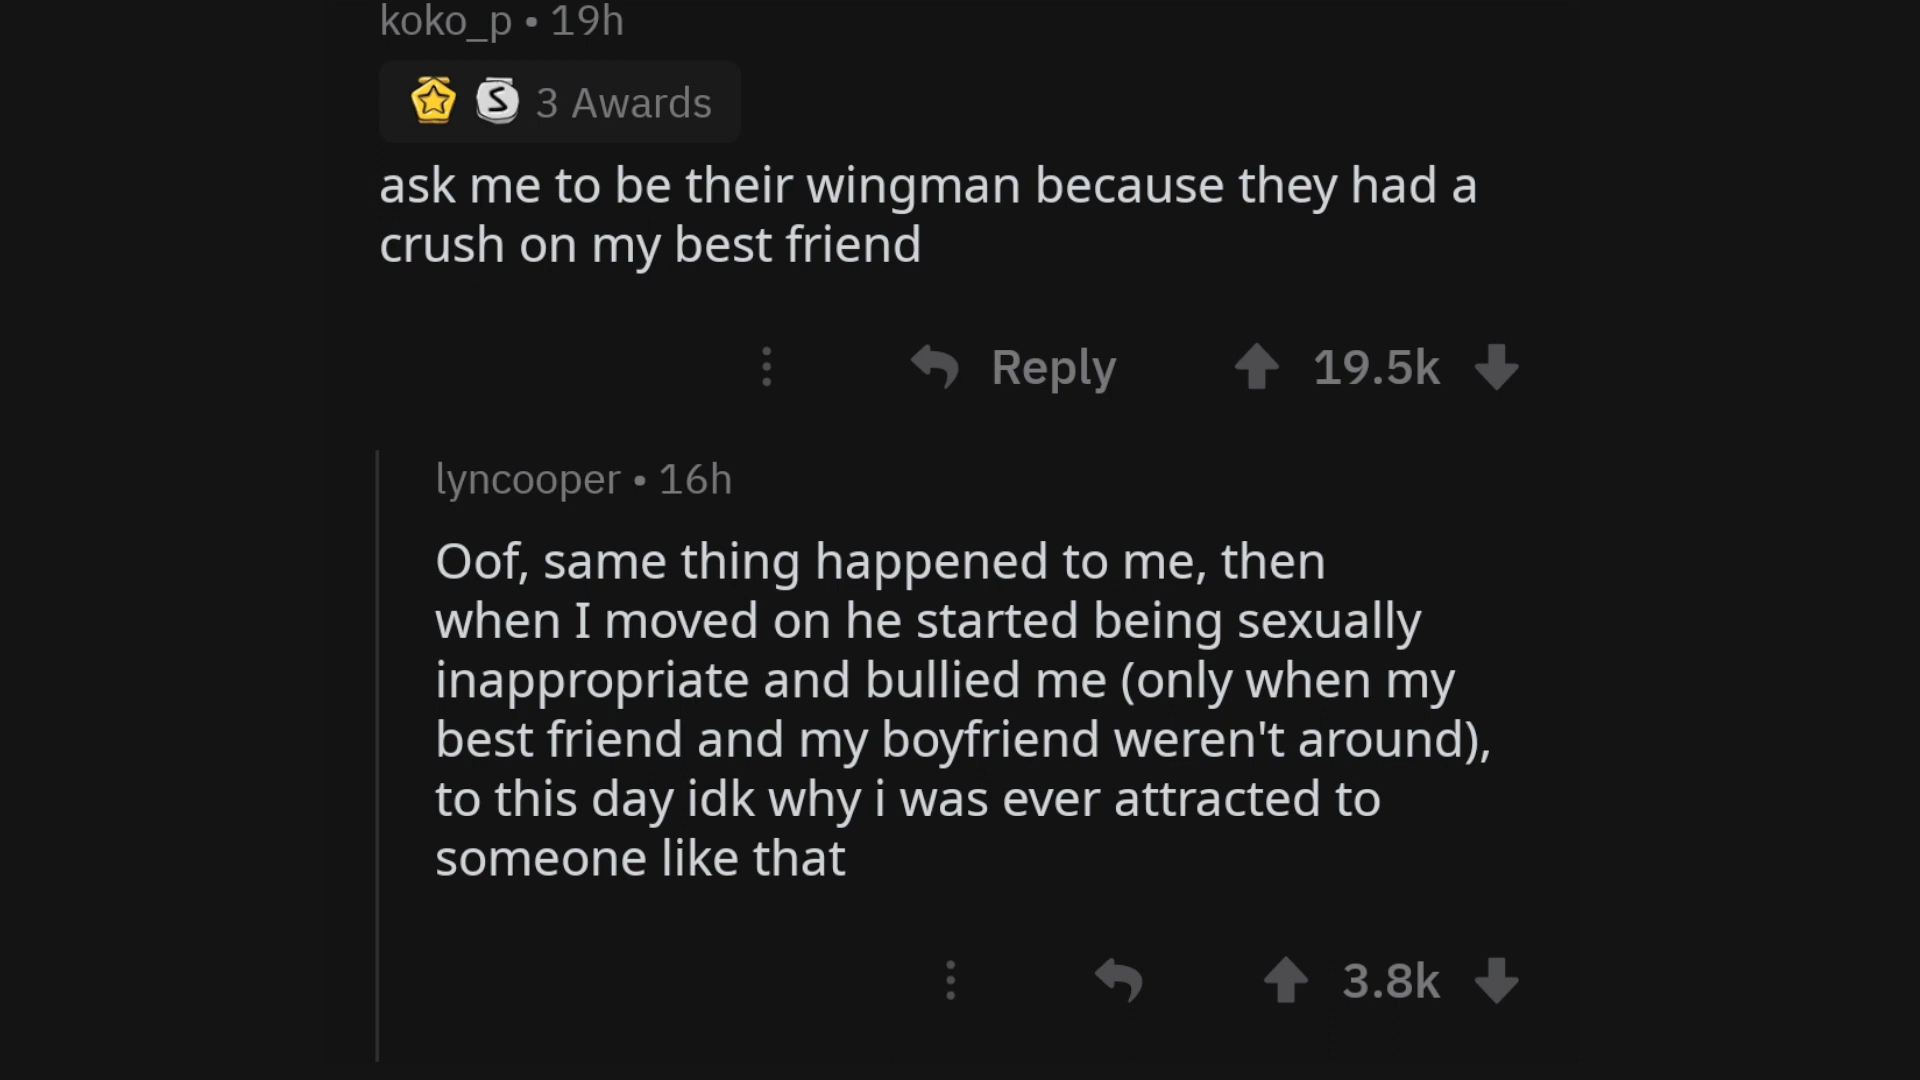 koko_p • 19h
3 Awards
ask me to be their wingman because they had a
crush on my best friend
Reply 19.5k
lyncooper • 16h
Oof, same thing happened to me, then
when I moved on he started being sexually
inappropriate and bullied me (only when my
best friend and my boyfriend weren't around),
to this day idk why i was ever attracted to
someone like that
3.8k